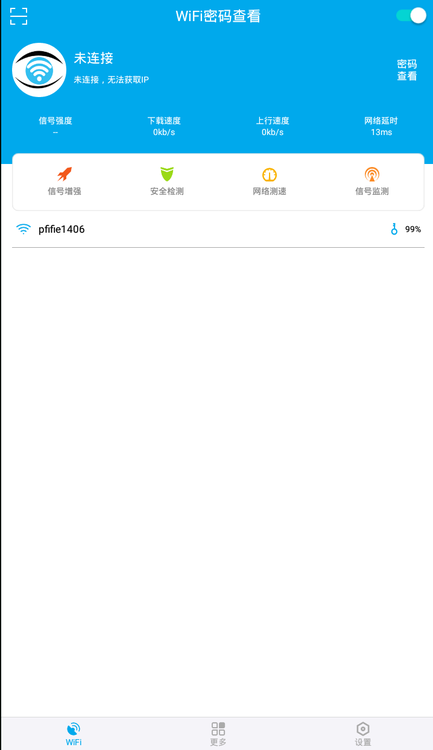 WiFi密码查看
未连接
未连接，无法获取IP
密码
查看
信号强度 下载速度 上行速度 网络延时
-- 0kb/s 0kb/s 13ms
信号增强 安全检测 网络测速 信号监测
pfifie1406 99%
WiFi 更多 设置